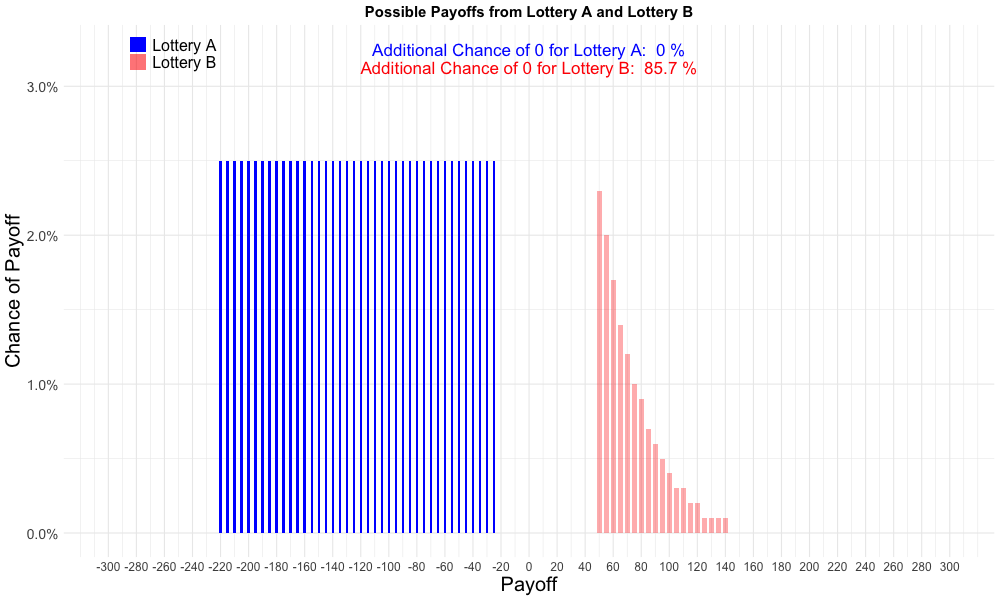 Possible Payoffs from Lottery A and Lottery B
Lottery A
Lottery B
Additional Chance of 0 for Lottery A:  0 %
Additional Chance of 0 for Lottery B:  85.7 %
Chance of Payoff
3.0%
2.0%
1.0%
0.0%
-300 -280 -260 -240 -220 -200 -180 -160 -140 -120 -100 -80 -60 -40 -20 0 20 40 60 80 100 120 140 160 180 200 220 240 260 280 300
Payoff